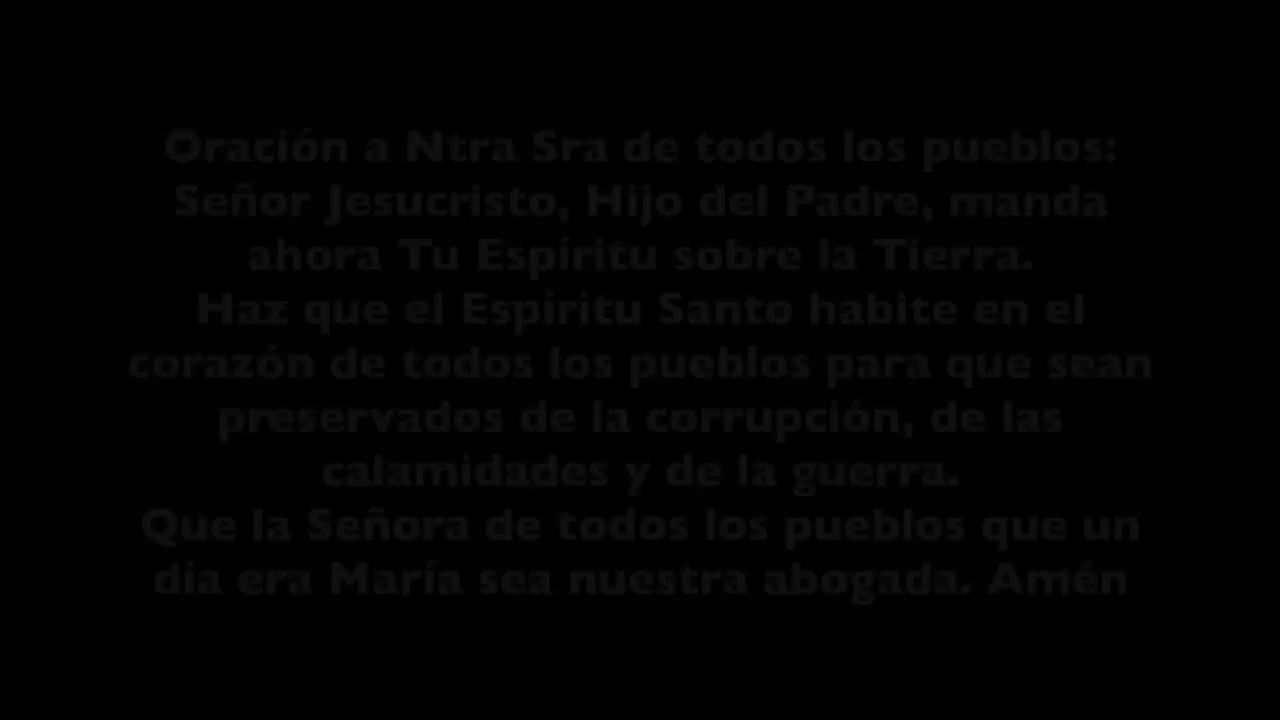 Oración a Ntra Sra de todos los pueblos:
Señor Jesucristo, Hijo del Padre, manda
ahora Tu Espíritu sobre la Tierra.
Haz que el Espíritu Santo habite en el
corazón de todos los pueblos para que sean
preservados de la corrupción, de las
calamidades y de la guerra.
Que la Señora de todos los pueblos que un
día era María sea nuestra abogada. Amén